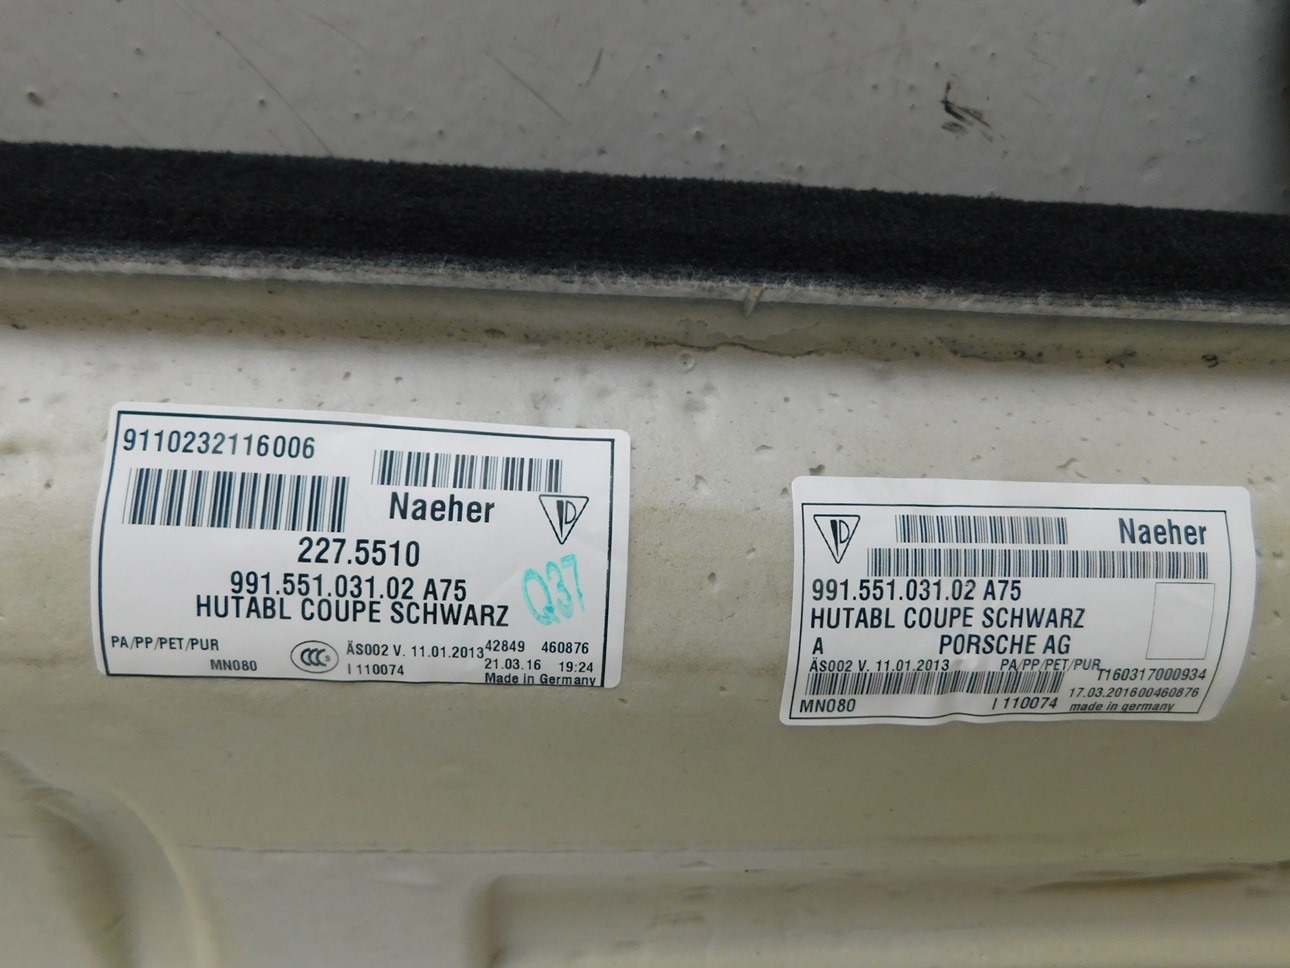 9110232116006
Naeher
227.5510
991.551.031.02 A75
HUTABL COUPE SCHWARZ
Q37
PA/PP/PET/PUR
MN080
CCC S
ÄS002 V. 11.01.2013
I 110074
42849 460876
21.03.16 19:24
Made in Germany
Naeher
991.551.031.02 A75
HUTABL COUPE SCHWARZ
A PORSCHE AG
ÄS002 V. 11.01.2013 PA/PP/PET/PUR
T160317000934
17.03.201600460876
MN080 I 110074 made in germany